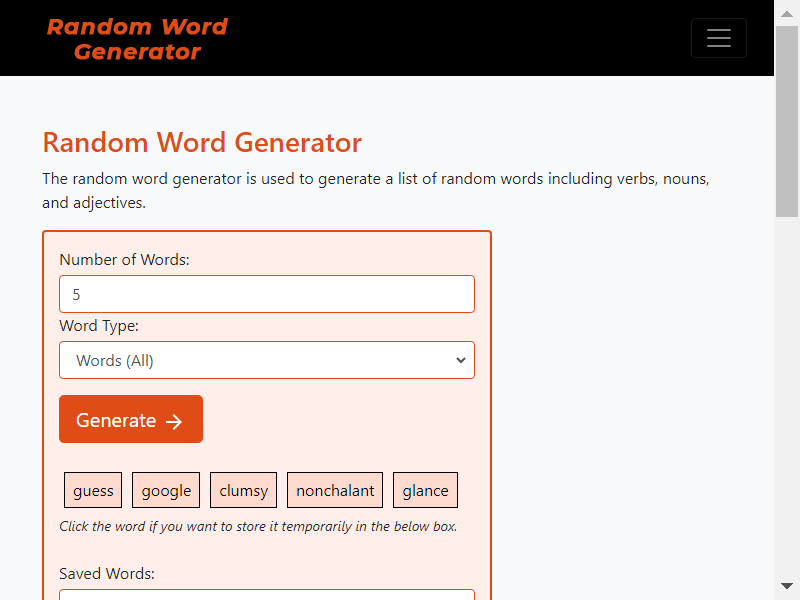 Random Word
Generator
Random Word Generator
The random word generator is used to generate a list of random words including verbs, nouns,
and adjectives.
Number of Words:
5
Word Type:
Words (All)
Generate →
guess google clumsy nonchalant glance
Click the word if you want to store it temporarily in the below box.
Saved Words: